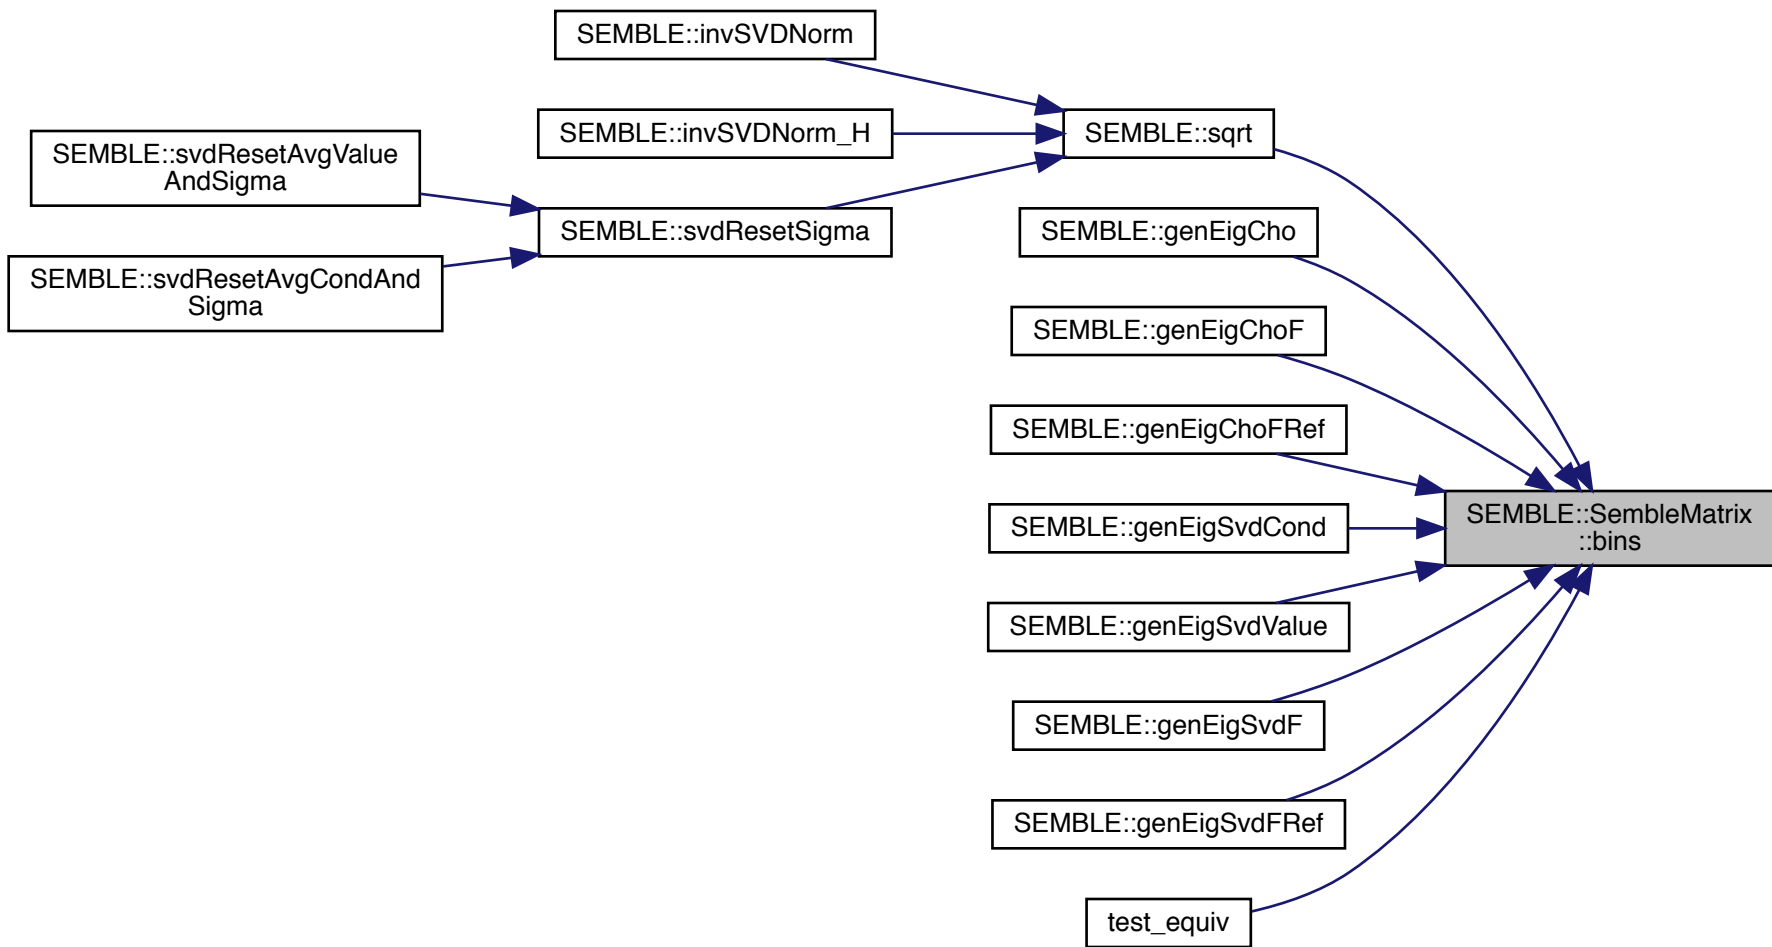 SEMBLE::invSVDNorm
SEMBLE::invSVDNorm_H
SEMBLE::sqrt
SEMBLE::svdResetAvgValue
AndSigma
SEMBLE::svdResetSigma
SEMBLE::svdResetAvgCondAnd
Sigma
SEMBLE::genEigCho
SEMBLE::genEigChoF
SEMBLE::genEigChoFRef
SEMBLE::genEigSvdCond
SEMBLE::SembleMatrix
::bins
SEMBLE::genEigSvdValue
SEMBLE::genEigSvdF
SEMBLE::genEigSvdFRef
test_equiv